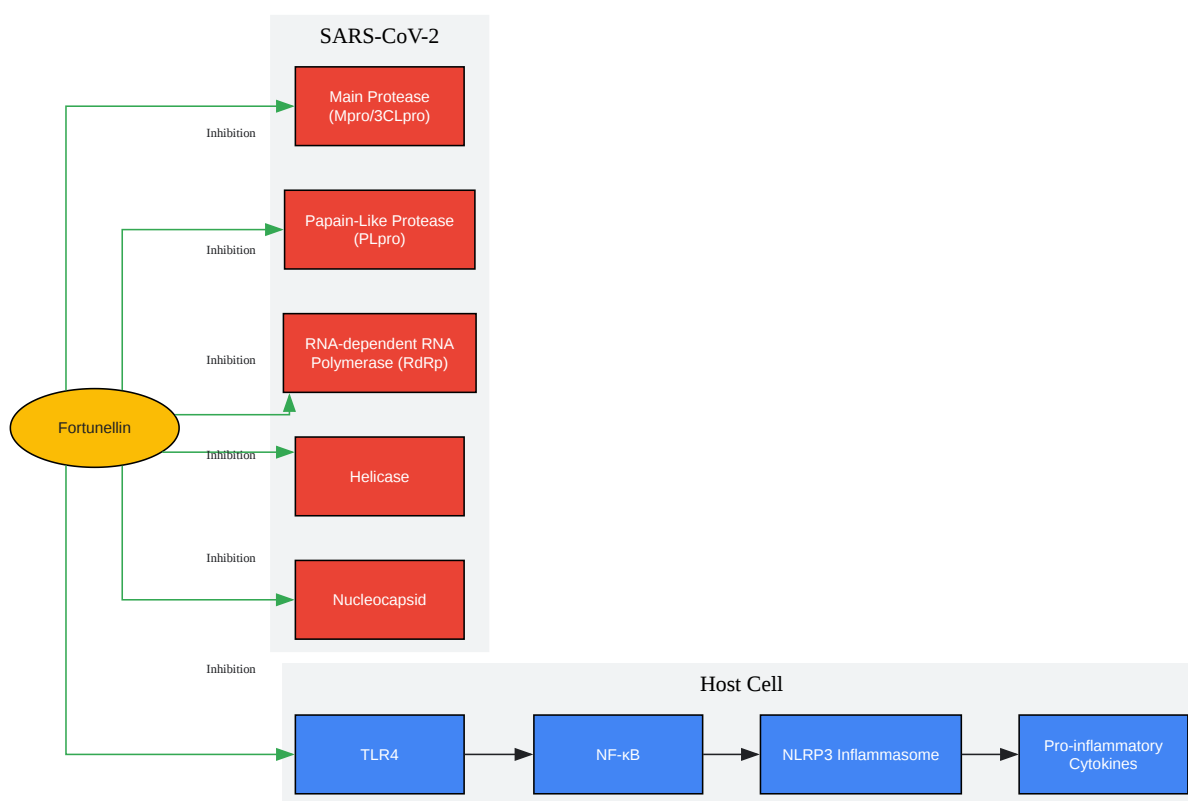 SARS-CoV-2
Main Protease
(Mpro/3CLpro)
Inhibition
Papain-Like Protease
(PLpro)
Inhibition
RNA-dependent RNA
Polymerase (RdRp)
Inhibition
Fortunellin
Inhibition
Helicase
Inhibition
Nucleocapsid
Inhibition
Host Cell
TLR4
NF-κB
NLRP3 Inflammasome
Pro-inflammatory
Cytokines